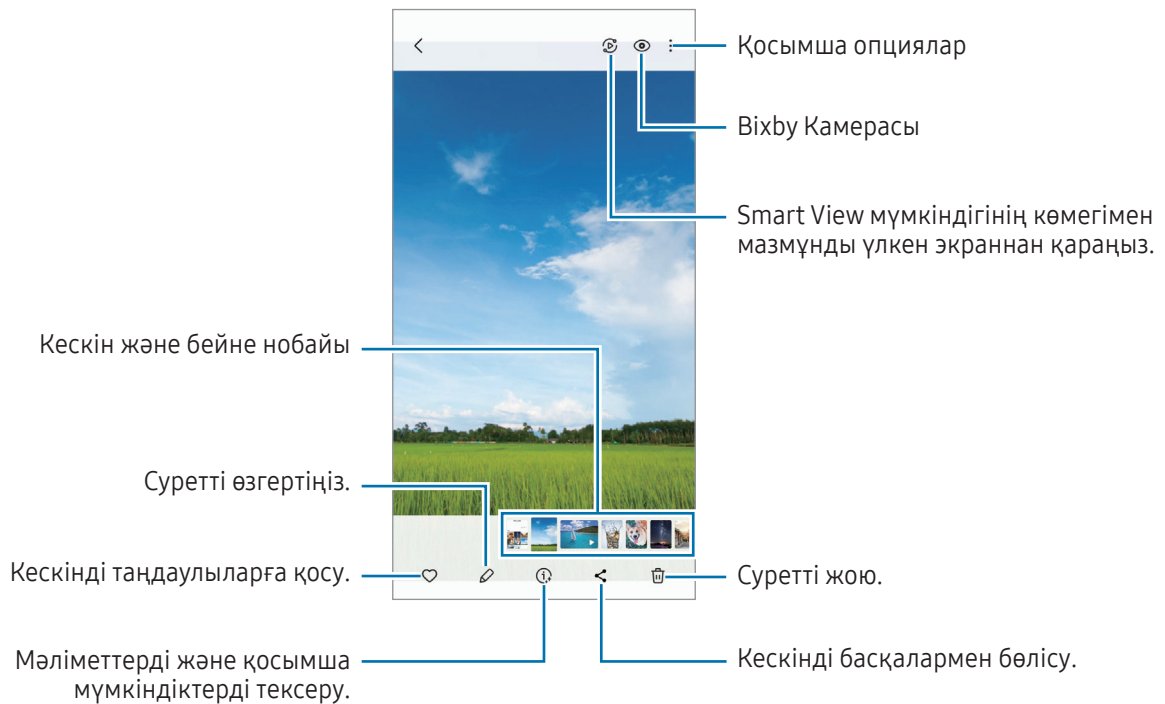 Қосымша опциялар
Bixby Камерасы
Smart View мүмкіндігінің көмегімен
мазмұнды үлкен экраннан қараңыз.
Кескін және бейне нобайы
Суретті өзгертіңіз.
Кескінді таңдаулыларға қосу.
Суретті жою.
Мәліметтерді және қосымша
мүмкіндіктерді тексеру.
Кескінді басқалармен бөлісу.